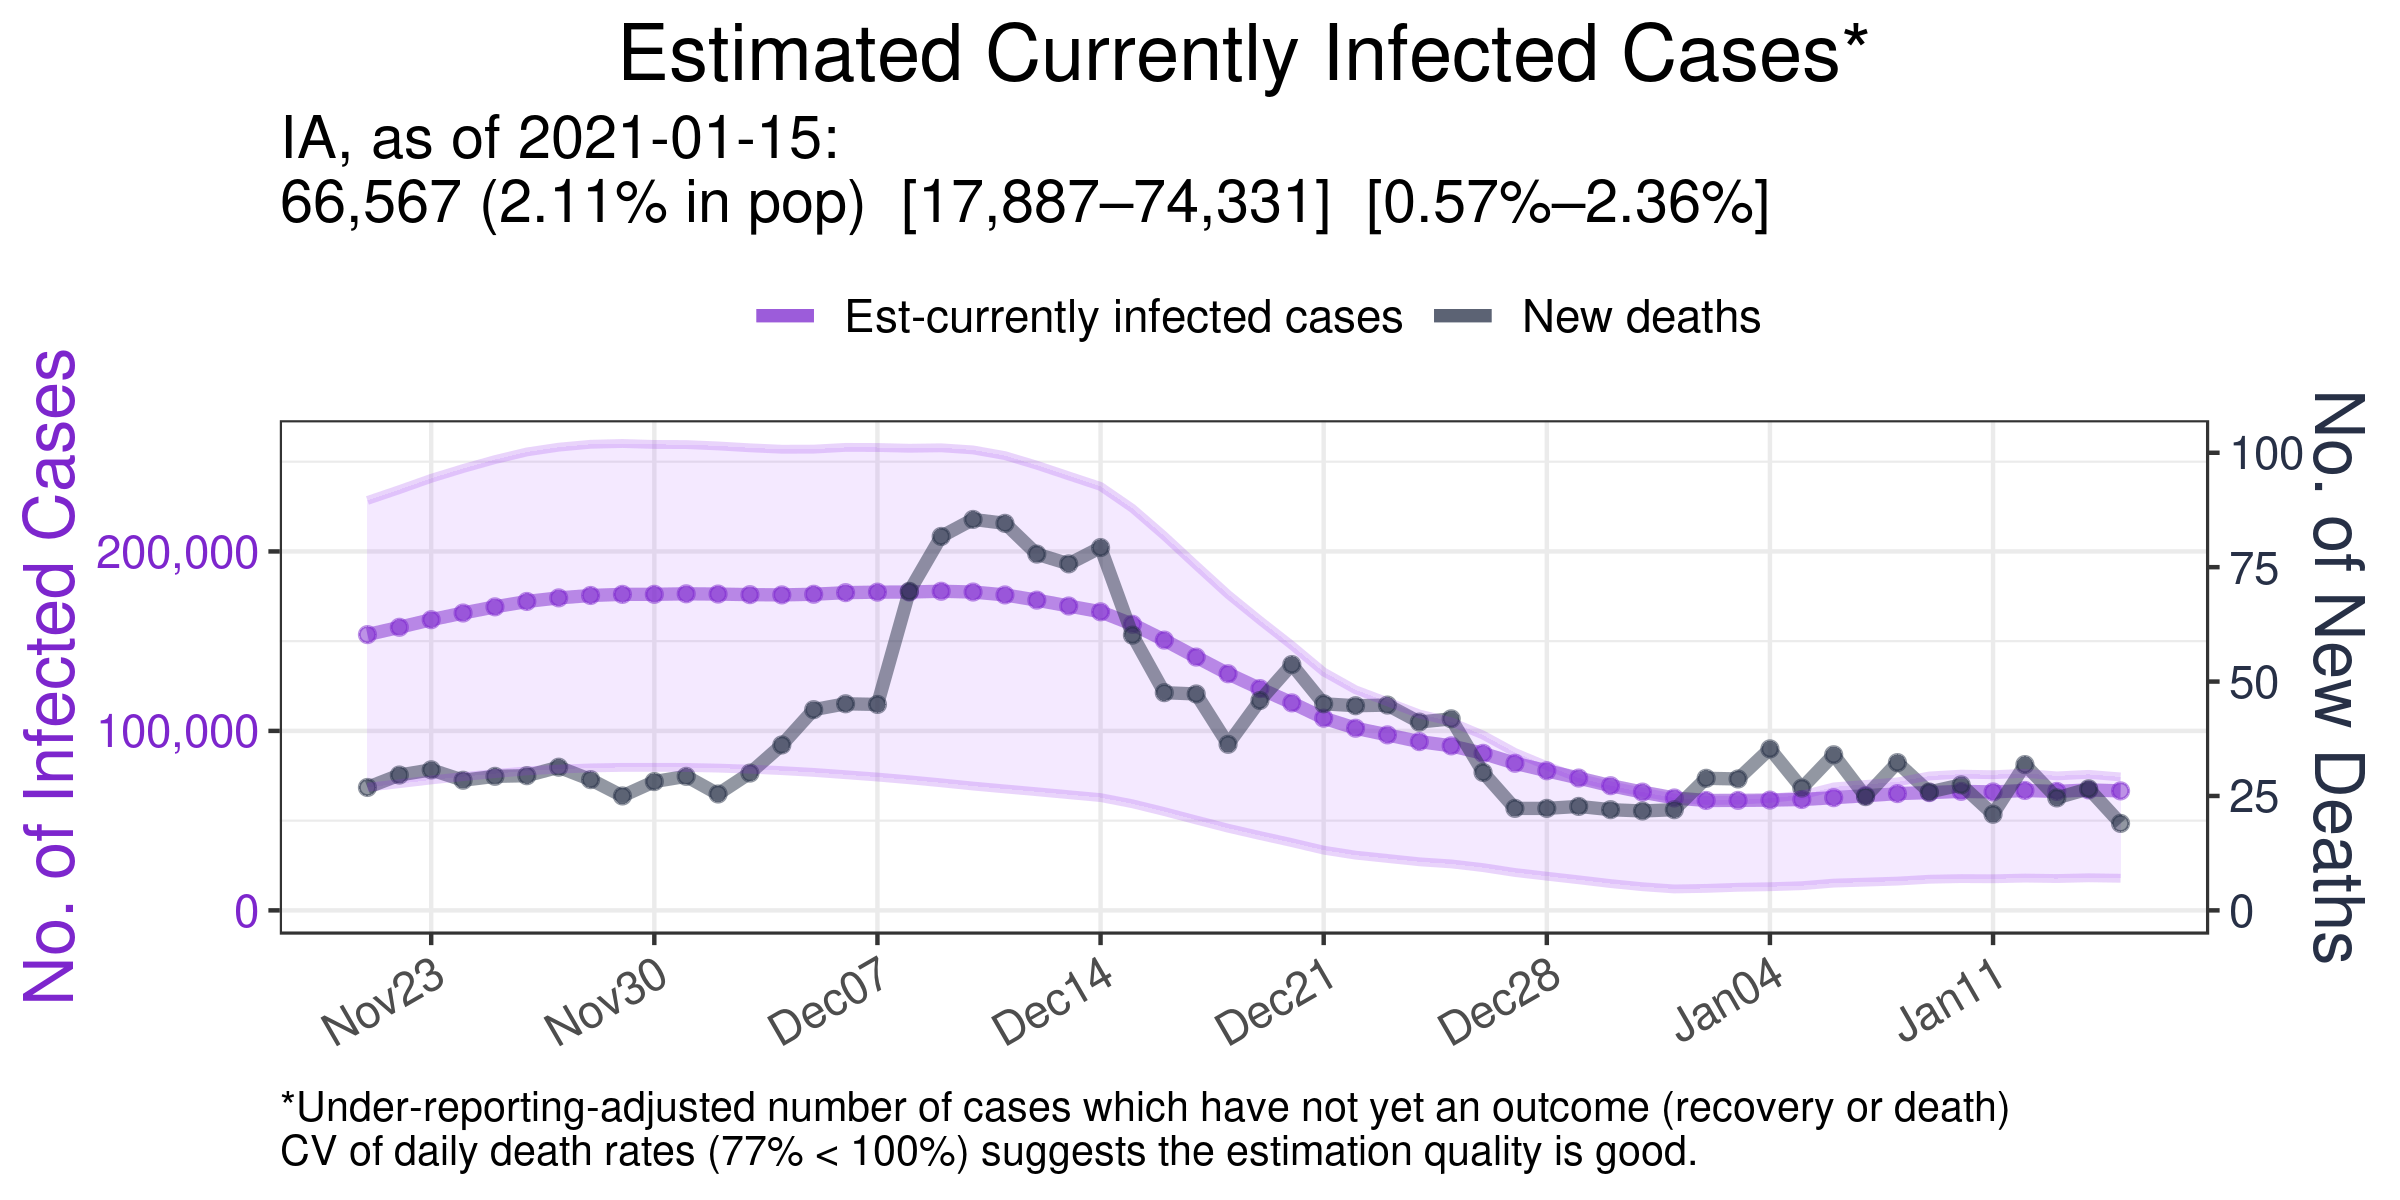 Estimated Currently Infected Cases*
IA, as of 2021-01-15:
66,567 (2.11% in pop)  [17,887–74,331]  [0.57%–2.36%]
Est-currently infected cases
New deaths
No. of Infected Cases
200,000
100,000
0
No. of New Deaths
100
75
50
25
0
Nov23
Nov30
Dec07
Dec14
Dec21
Dec28
Jan04
Jan11
*Under-reporting-adjusted number of cases which have not yet an outcome (recovery or death)
CV of daily death rates (77% < 100%) suggests the estimation quality is good.